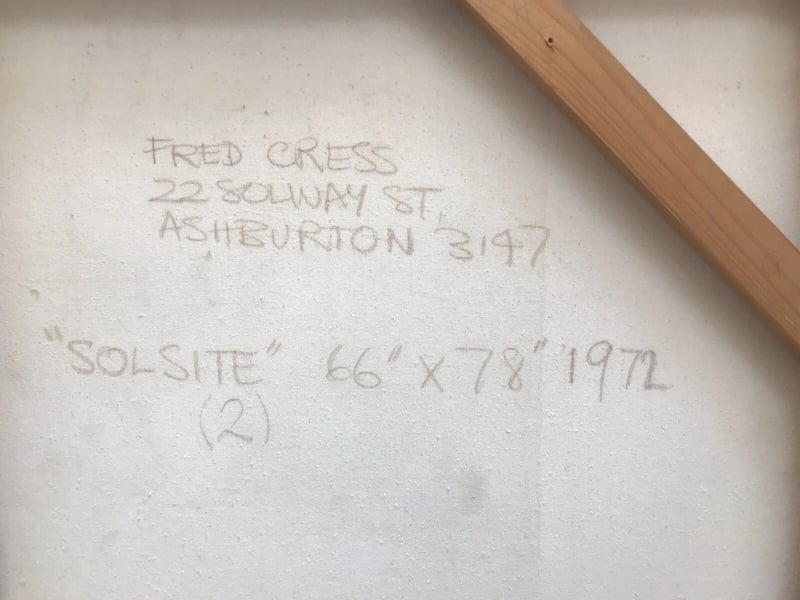 FRED CRESS
22 SOLWAY ST,
ASHBURTON 3147
"SOLSITE" 66" X 78" 1972
(2)